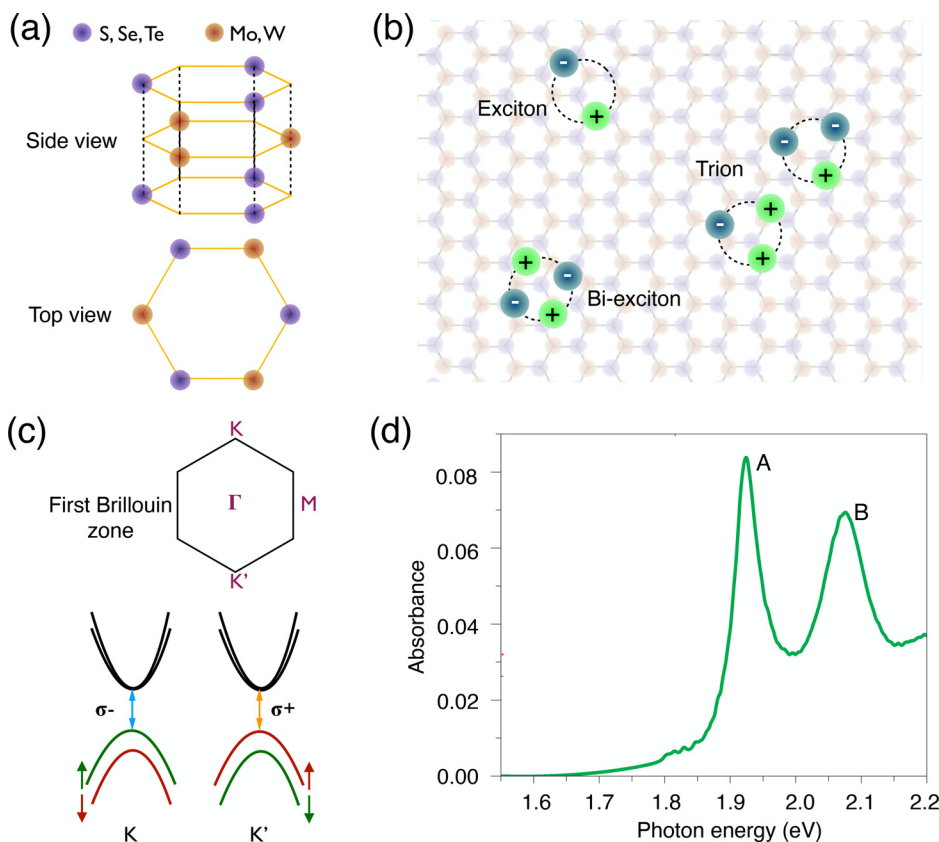 (a)
S, Se, Te
Mo, W
Side view
Top view
(b)
-
Exciton
+
-
-
Trion
+
+
-
+
+
-
Bi-exciton
-
+
(c)
K
First Brillouin
zone
Γ
M
K'
σ-
σ+
K
K'
(d)
A
B
Absorbance
0.08
0.06
0.04
0.02
0.00
1.6
1.7
1.8
1.9
2.0
2.1
2.2
Photon energy (eV)